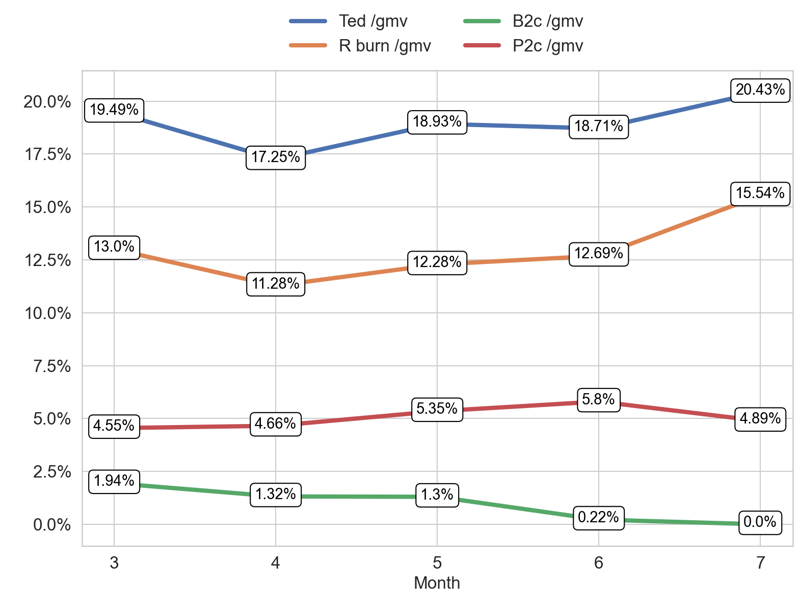 Ted /gmv B2c /gmv
R burn /gmv P2c /gmv
20.0%
17.5%
15.0%
12.5%
10.0%
7.5%
5.0%
2.5%
0.0%
19.49% 17.25% 18.93% 18.71% 20.43%
13.0% 11.28% 12.28% 12.69% 15.54%
4.55% 4.66% 5.35% 5.8% 4.89%
1.94% 1.32% 1.3% 0.22% 0.0%
3 4 5 6 7
Month